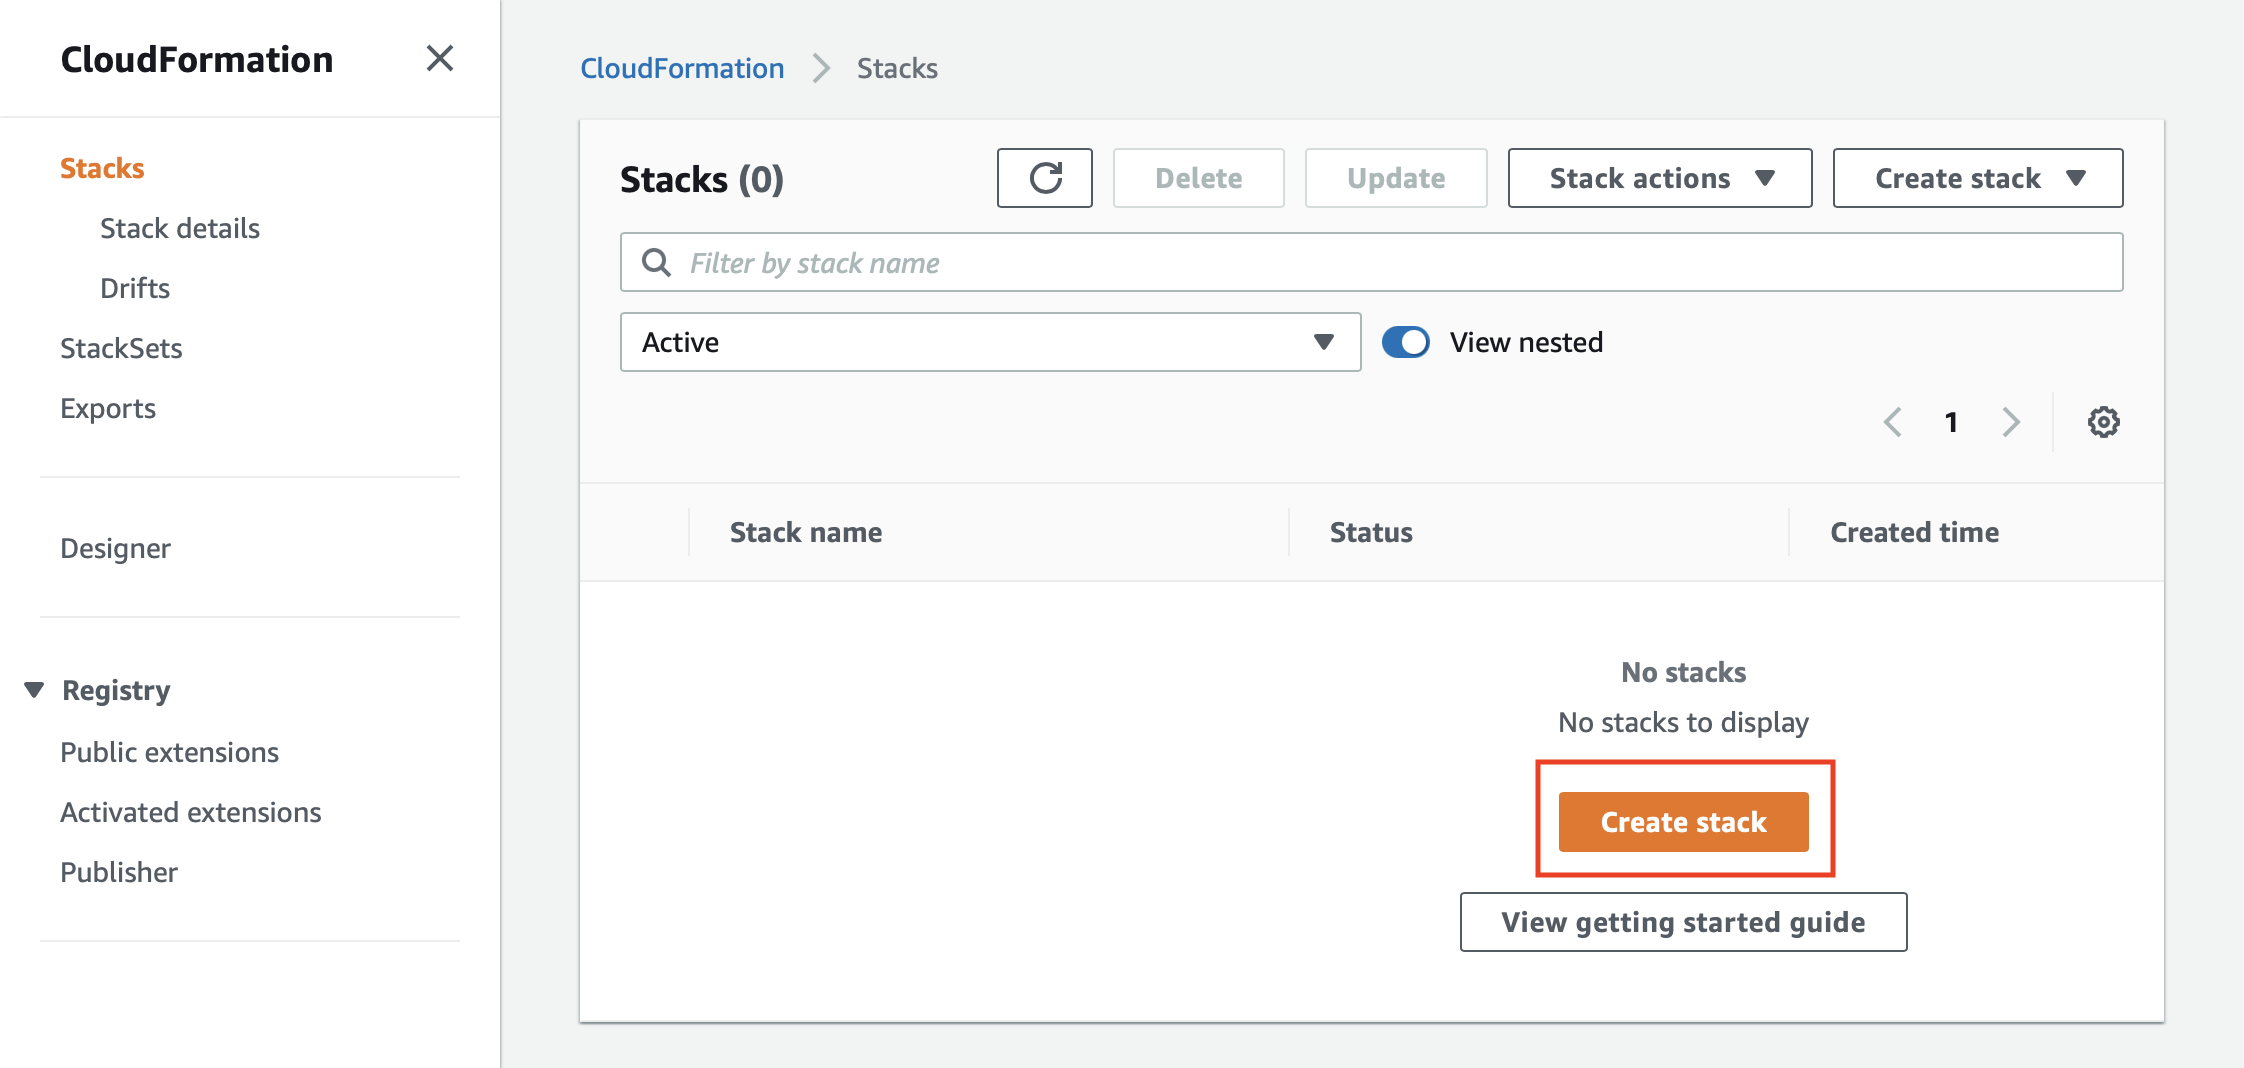 CloudFormation
Stacks
Stack details
Drifts
StackSets
Exports
Designer
Registry
Public extensions
Activated extensions
Publisher
CloudFormation Stacks
Stacks (0) Delete Update Stack actions Create stack
Filter by stack name
Active View nested
1
Stack name Status Created time
No stacks
No stacks to display
Create stack
View getting started guide